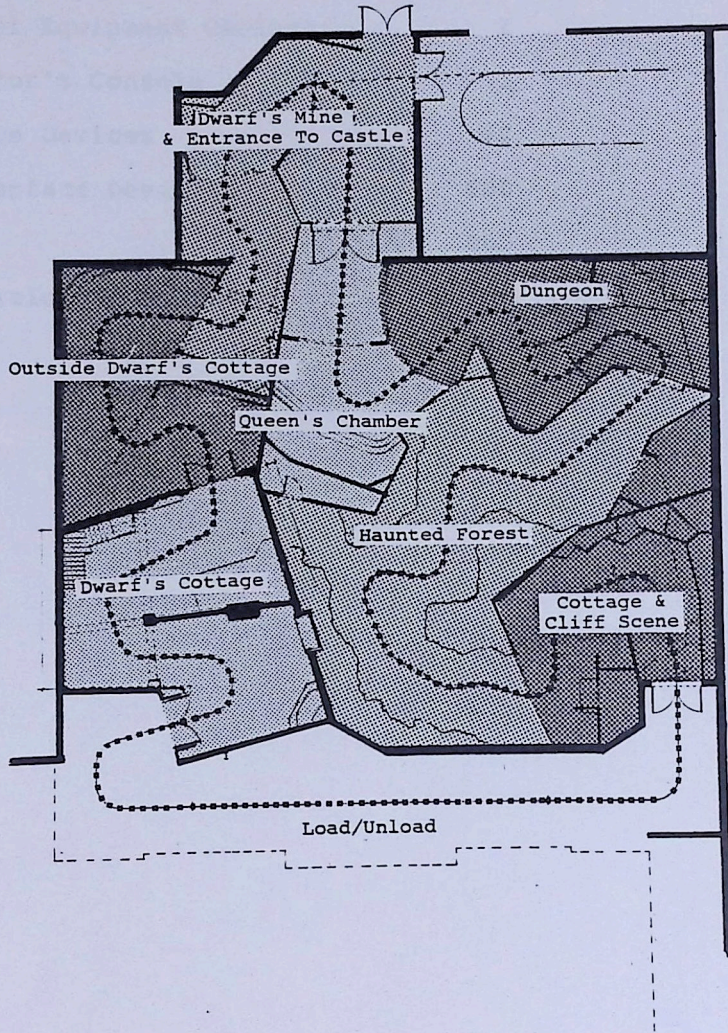 Dwarf's Mine
& Entrance To Castle
Dungeon
Outside Dwarf's Cottage
Queen's Chamber
Haunted Forest
Dwarf's Cottage
Cottage &
Cliff Scene
Load/Unload